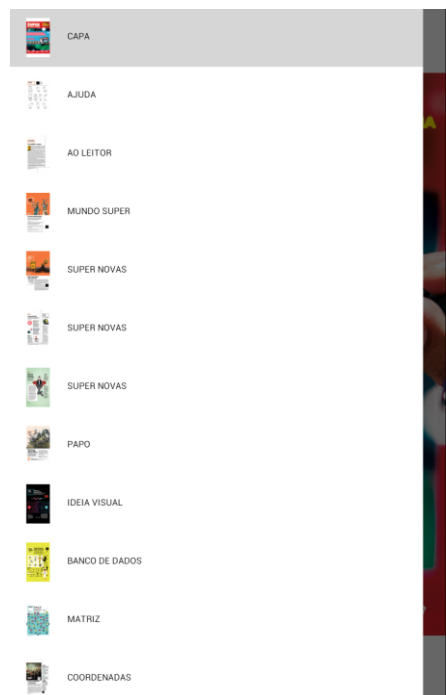 CAPA
AJUDA
AO LEITOR
MUNDO SUPER
SUPER NOVAS
SUPER NOVAS
SUPER NOVAS
PAPO
IDEIA VISUAL
BANCO DE DADOS
MATRIZ
COORDENADAS